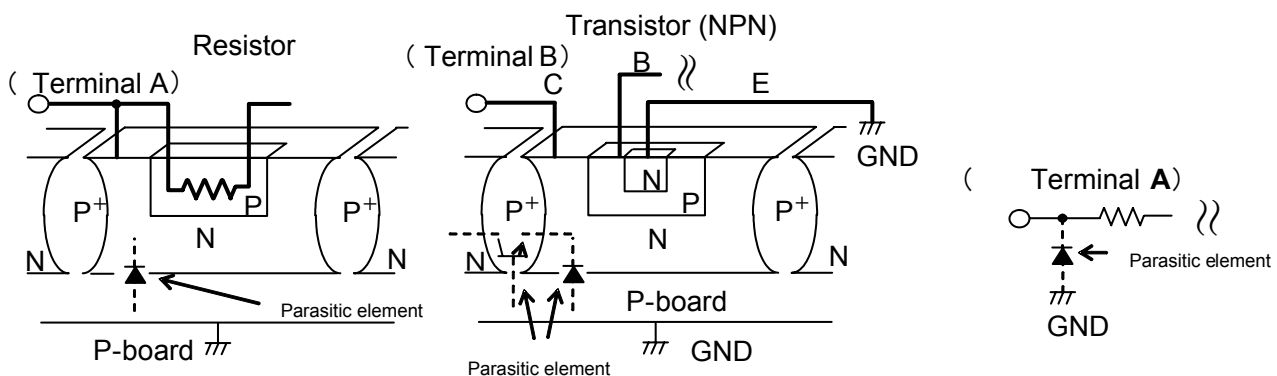 Resistor
（ Terminal A）
P+
P
P+
N
N
N
Parasitic element
P-board
Transistor (NPN)
（ Terminal B）
C
B
E
GND
P+
N
P
P+
N
N
N
P-board
Parasitic element
GND
（ Terminal A）
Parasitic element
GND